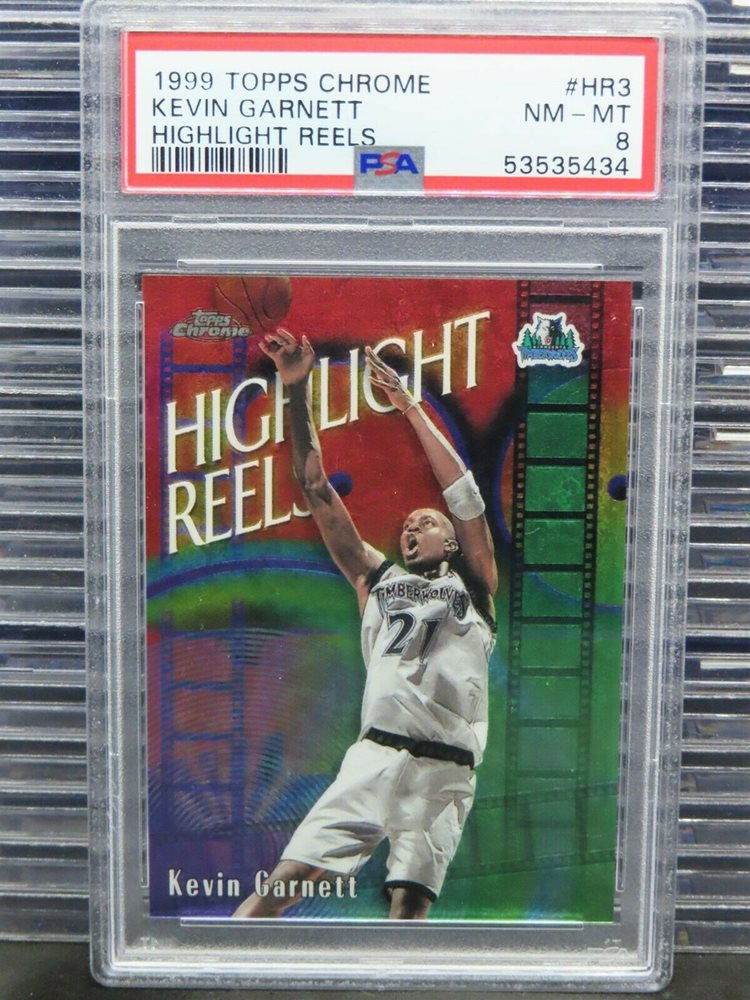 1999 TOPPS CHROME #HR3
KEVIN GARNETT NM - MT
HIGHLIGHT REELS 8
PSA 53535434
Topps
Chrome
TIMBERWOLVES
HIGHLIGHT
REELS
TIMBERWOLVES
21
Kevin Garnett